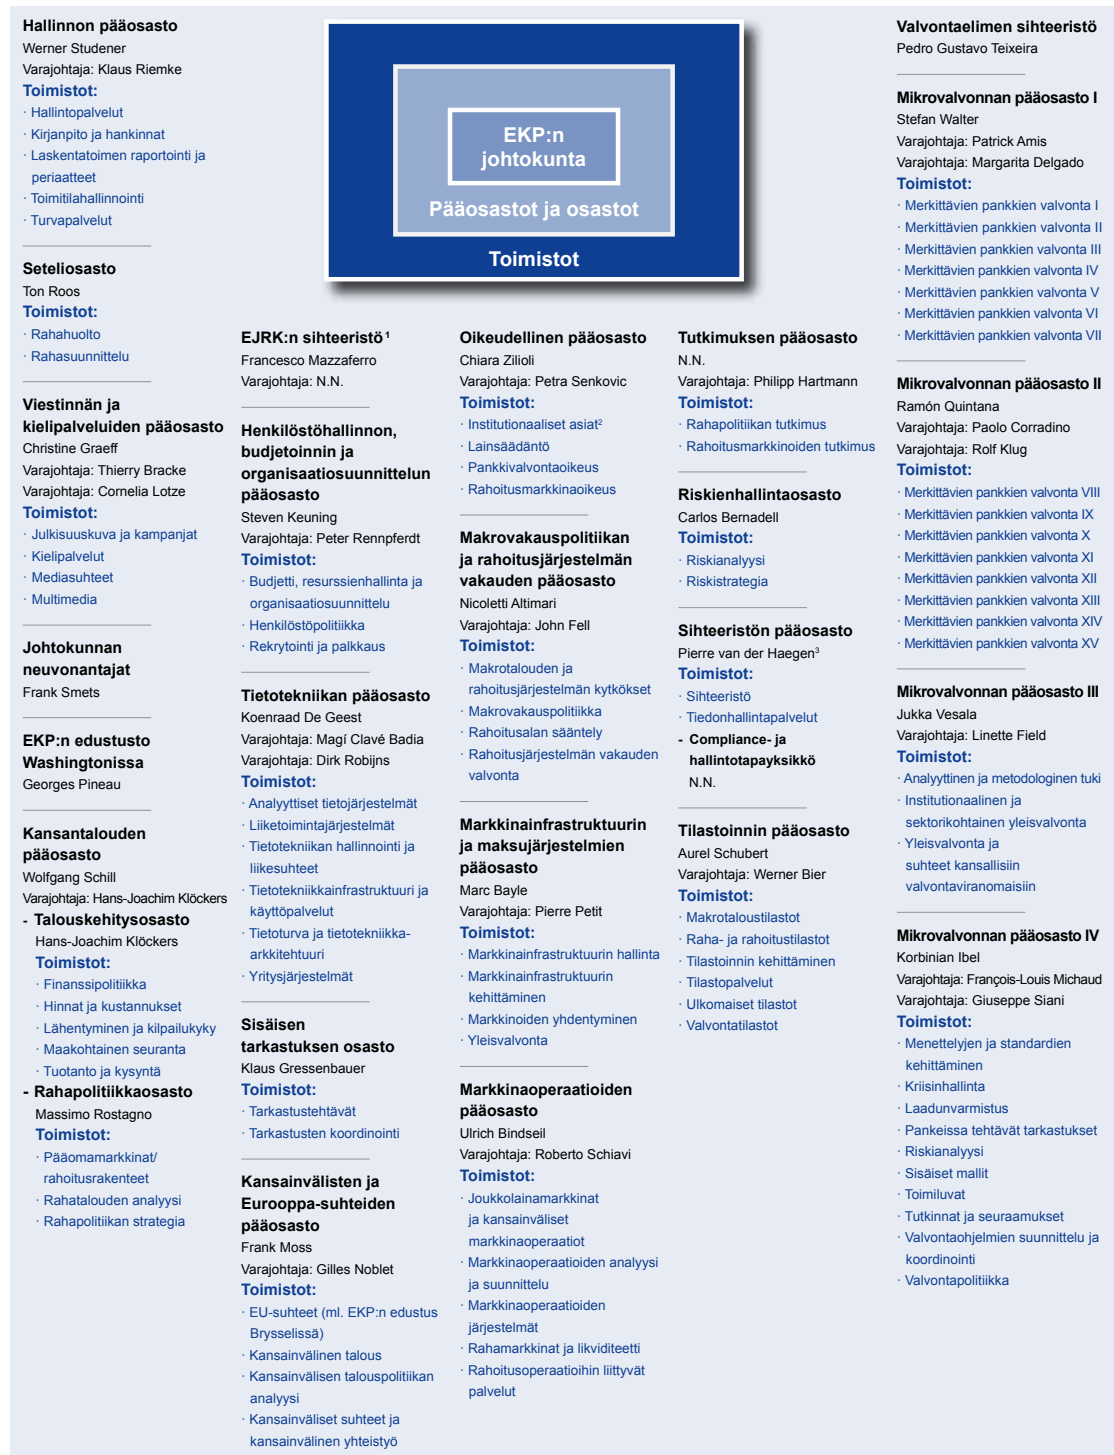 Hallinnon pääosasto
Werner Studener
Varajohtaja: Klaus Riemke
Toimistot:
· Hallintopalvelut
· Kirjanpito ja hankinnat
· Laskentatoimen raportointi ja
periaatteet
· Toimitilahallinnointi
· Turvapalvelut
Seteliosasto
Ton Roos
Toimistot:
· Rahahuolto
· Rahasuunnittelu
Viestinnän ja
kielipalveluiden pääosasto
Christine Graeff
Varajohtaja: Thierry Bracke
Varajohtaja: Cornelia Lotze
Toimistot:
· Julkisuuskuva ja kampanjat
· Kielipalvelut
· Mediasuhteet
· Multimedia
Johtokunnan
neuvonantajat
Frank Smets
EKP:n edustusto
Washingtonissa
Georges Pineau
Kansantalouden
pääosasto
Wolfgang Schill
Varajohtaja: Hans-Joachim Klöckers
- Talouskehitysosasto
Hans-Joachim Klöckers
Toimistot:
· Finanssipolitiikka
· Hinnat ja kustannukset
· Lähentyminen ja kilpailukyky
· Maakohtainen seuranta
· Tuotanto ja kysyntä
- Rahapolitiikkaosasto
Massimo Rostagno
Toimistot:
· Pääomamarkkinat/
rahoitusrakenteet
· Rahatalouden analyysi
· Rahapolitiikan strategia
EKP:n
johtokunta
Pääosastot ja osastot
Toimistot
EJRK:n sihteeristö¹
Francesco Mazzaferro
Varajohtaja: N.N.
Henkilöstöhallinnon,
budjetoinnin ja
organisaatiosuunnittelun
pääosasto
Steven Keuning
Varajohtaja: Peter Rennpferdt
Toimistot:
· Budjetti, resurssienhallinta ja
organisaatiosuunnittelu
· Henkilöstöpolitiikka
· Rekrytointi ja palkkaus
Tietotekniikan pääosasto
Koenraad De Geest
Varajohtaja: Magí Clavé Badia
Varajohtaja: Dirk Robijns
Toimistot:
· Analyyttiset tietojärjestelmät
· Liiketoimintajärjestelmät
· Tietotekniikan hallinnointi ja
liikesuhteet
· Tietotekniikkainfrastruktuuri ja
käyttöpalvelut
· Tietoturva ja tietotekniikka-
arkkitehtuuri
· Yritysjärjestelmät
Sisäisen
tarkastuksen osasto
Klaus Gressenbauer
Toimistot:
· Tarkastustehtävät
· Tarkastusten koordinointi
Kansainvälisten ja
Eurooppa-suhteiden
pääosasto
Frank Moss
Varajohtaja: Gilles Noblet
Toimistot:
· EU-suhteet (ml. EKP:n edustus
Brysselissä)
· Kansainvälinen talous
· Kansainvälisen talouspolitiikan
analyysi
· Kansainväliset suhteet ja
kansainvälinen yhteistyö
Oikeudellinen pääosasto
Chiara Zilioli
Varajohtaja: Petra Senkovic
Toimistot:
· Institutionaaliset asiat²
· Lainsäädäntö
· Pankkivalvontaoikeus
· Rahoitusmarkkinaoikeus
Makrovakauspolitiikan
ja rahoitusjärjestelmän
vakauden pääosasto
Nicoletti Altimari
Varajohtaja: John Fell
Toimistot:
· Makrotalouden ja
rahoitusjärjestelmän kytkökset
· Makrovakauspolitiikka
· Rahoitusalan sääntely
· Rahoitusjärjestelmän vakauden
valvonta
Markkinainfrastruktuurin
ja maksujärjestelmien
pääosasto
Marc Bayle
Varajohtaja: Pierre Petit
Toimistot:
· Markkinainfrastruktuurin hallinta
· Markkinainfrastruktuurin
kehittäminen
· Markkinoiden yhdentyminen
· Yleisvalvonta
Markkinaoperaatioiden
pääosasto
Ulrich Bindseil
Varajohtaja: Roberto Schiavi
Toimistot:
· Joukkolainamarkkinat
ja kansainväliset
markkinaoperaatiot
· Markkinaoperaatioiden analyysi
ja suunnittelu
· Markkinaoperaatioiden
järjestelmät
· Rahamarkkinat ja likviditeetti
· Rahoitusoperaatioihin liittyvät
palvelut
Tutkimuksen pääosasto
N.N.
Varajohtaja: Philipp Hartmann
Toimistot:
· Rahapolitiikan tutkimus
· Rahoitusmarkkinoiden tutkimus
Riskienhallintaosasto
Carlos Bernadell
Toimistot:
· Riskianalyysi
· Riskistrategia
Sihteeristön pääosasto
Pierre van der Haegen³
Toimistot:
· Sihteeristö
· Tiedonhallintapalvelut
- Compliance- ja
hallintotapayksikkö
N.N.
Tilastoinnin pääosasto
Aurel Schubert
Varajohtaja: Werner Bier
Toimistot:
· Makrotaloustilastot
· Raha- ja rahoitustilastot
· Tilastoinnin kehittäminen
· Tilastopalvelut
· Ulkomaiset tilastot
· Valvontatilastot
Valvontaelimen sihteeristö
Pedro Gustavo Teixeira
Mikrovalvonnan pääosasto I
Stefan Walter
Varajohtaja: Patrick Amis
Varajohtaja: Margarita Delgado
Toimistot:
· Merkittävien pankkien valvonta I
· Merkittävien pankkien valvonta II
· Merkittävien pankkien valvonta III
· Merkittävien pankkien valvonta IV
· Merkittävien pankkien valvonta V
· Merkittävien pankkien valvonta VI
· Merkittävien pankkien valvonta VII
Mikrovalvonnan pääosasto II
Ramón Quintana
Varajohtaja: Paolo Corradino
Varajohtaja: Rolf Klug
Toimistot:
· Merkittävien pankkien valvonta VIII
· Merkittävien pankkien valvonta IX
· Merkittävien pankkien valvonta X
· Merkittävien pankkien valvonta XI
· Merkittävien pankkien valvonta XII
· Merkittävien pankkien valvonta XIII
· Merkittävien pankkien valvonta XIV
· Merkittävien pankkien valvonta XV
Mikrovalvonnan pääosasto III
Jukka Vesala
Varajohtaja: Linette Field
Toimistot:
· Analyyttinen ja metodologinen tuki
· Institutionaalinen ja
sektorikohtainen yleisvalvonta
· Yleisvalvonta ja
suhteet kansallisiin
valvontaviranomaisiin
Mikrovalvonnan pääosasto IV
Korbinian Ibel
Varajohtaja: François-Louis Michaud
Varajohtaja: Giuseppe Siani
Toimistot:
· Menettelyjen ja standardien
kehittäminen
· Kriisinhallinta
· Laadunvarmistus
· Pankeissa tehtävät tarkastukset
· Riskianalyysi
· Sisäiset mallit
· Toimiluvat
· Tutkinnat ja seuraamukset
· Valvontaohjelmien suunnittelu ja
koordinointi
· Valvontapolitiikka